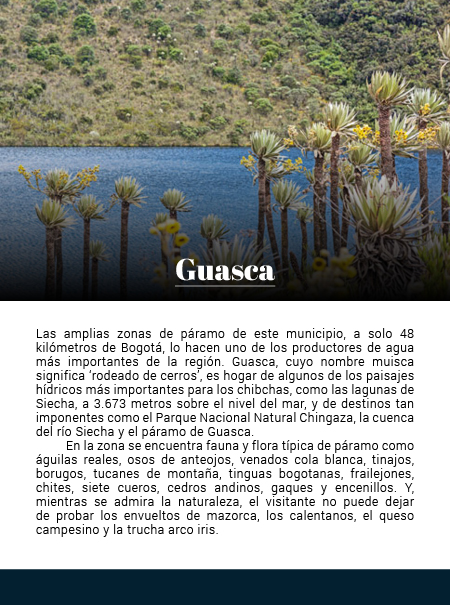 Guasca
Las amplias zonas de páramo de este municipio, a solo 48
kilómetros de Bogotá, lo hacen uno de los productores de agua
más importantes de la región. Guasca, cuyo nombre muisca
significa ‘rodeado de cerros’, es hogar de algunos de los paisajes
hídricos más importantes para los chibchas, como las lagunas de
Siecha, a 3.673 metros sobre el nivel del mar, y de destinos tan
imponentes como el Parque Nacional Natural Chingaza, la cuenca
del río Siecha y el páramo de Guasca.
En la zona se encuentra fauna y flora típica de páramo como
águilas reales, osos de anteojos, venados cola blanca, tinajos,
borugos, tucanes de montaña, tinguas bogotanas, frailejones,
chites, siete cueros, cedros andinos, gaques y encenillos. Y,
mientras se admira la naturaleza, el visitante no puede dejar
de probar los envueltos de mazorca, los calentanos, el queso
campesino y la trucha arco iris.